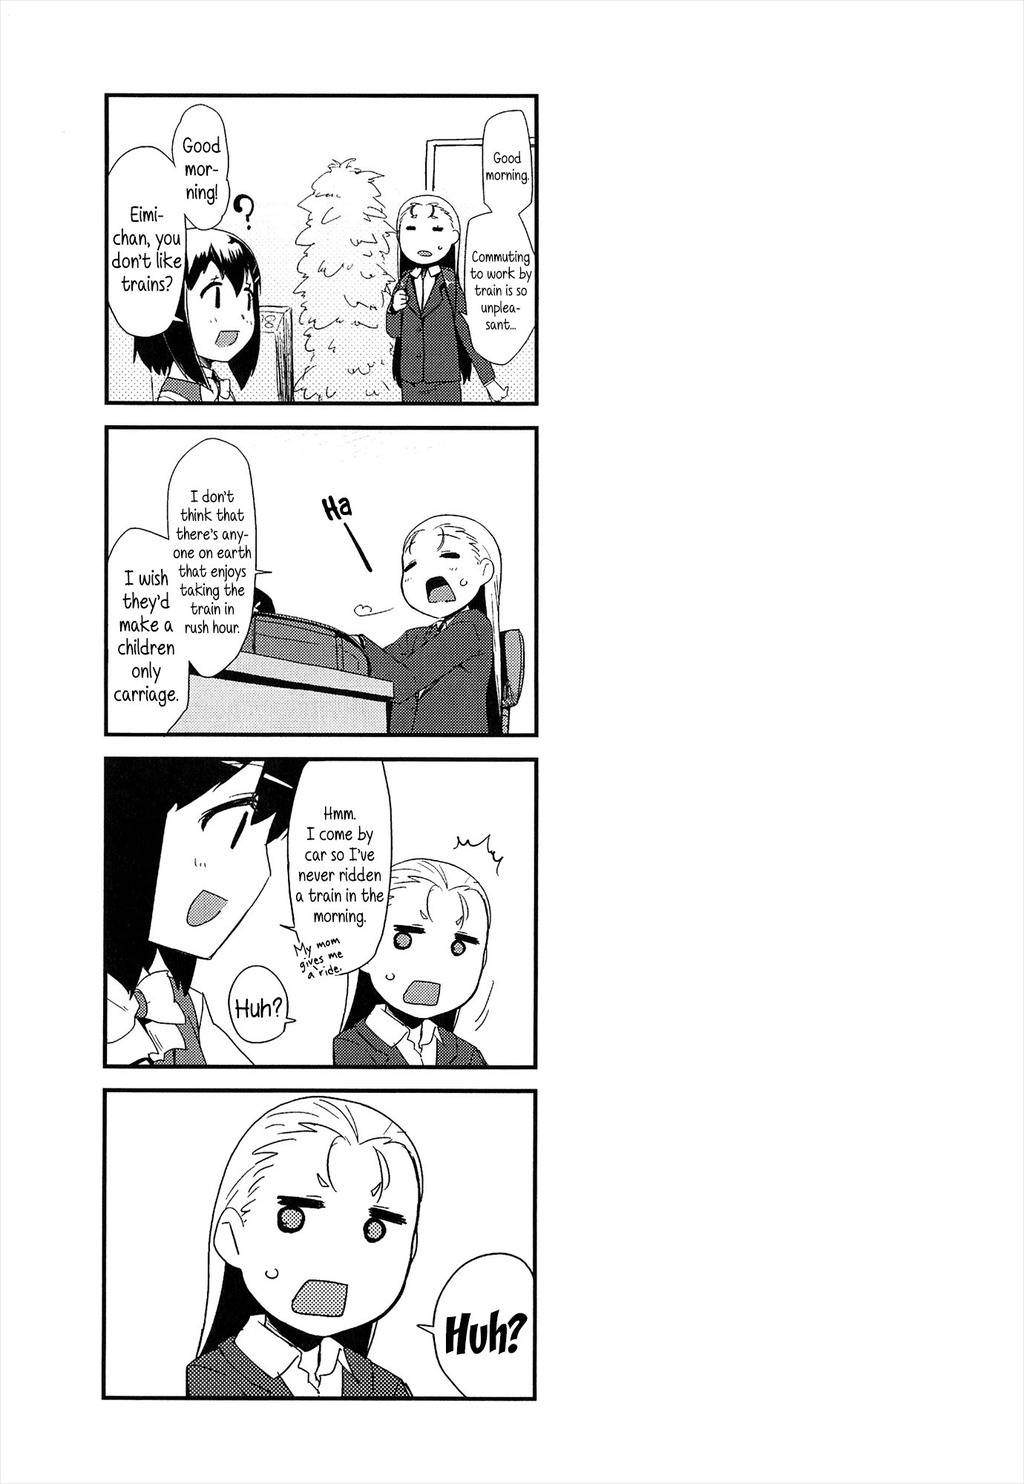 Good
morning.
Commuting
to work by
train is so
unplea-
sant...
Good
mor-
ning!
?
Eimi-
chan, you
don't like
trains?
Ha
I don't
think that
there's any-
one on earth
that enjoys
taking the
train in
rush hour.
I wish
they'd
make a
children
only
carriage.
Hmm.
I come by
car so I've
never ridden
a train in the
morning.
My mom
gives me
a ride.
Huh?
Huh?